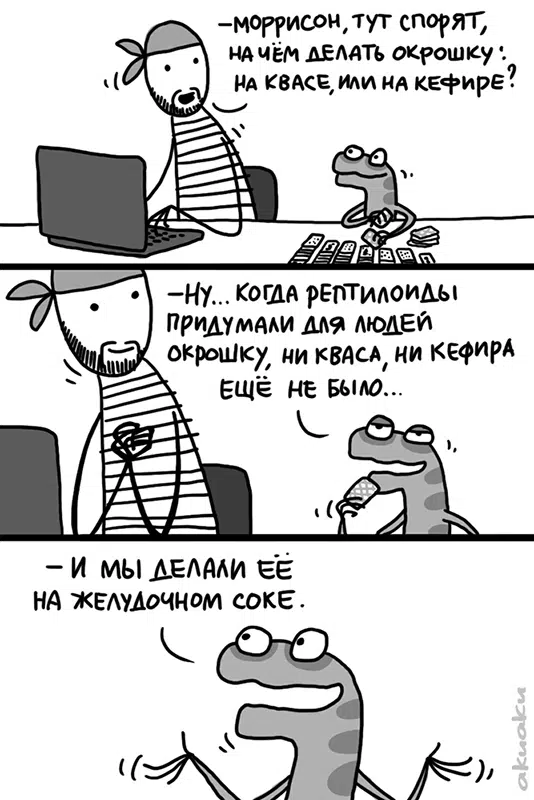 –МОРРИСОН, ТУТ СПОРЯТ,
НА ЧЁМ ДЕЛАТЬ ОКРОШКУ:
НА КВАСЕ, ИЛИ НА КЕФИРЕ?
–НУ... КОГДА РЕПТИЛОИДЫ
ПРИДУМАЛИ ДЛЯ ЛЮДЕЙ
ОКРОШКУ, НИ КВАСА, НИ КЕФИРА
ЕЩЁ НЕ БЫЛО...
– И МЫ ДЕЛАЛИ ЕЁ
НА ЖЕЛУДОЧНОМ СОКЕ.
akuaku